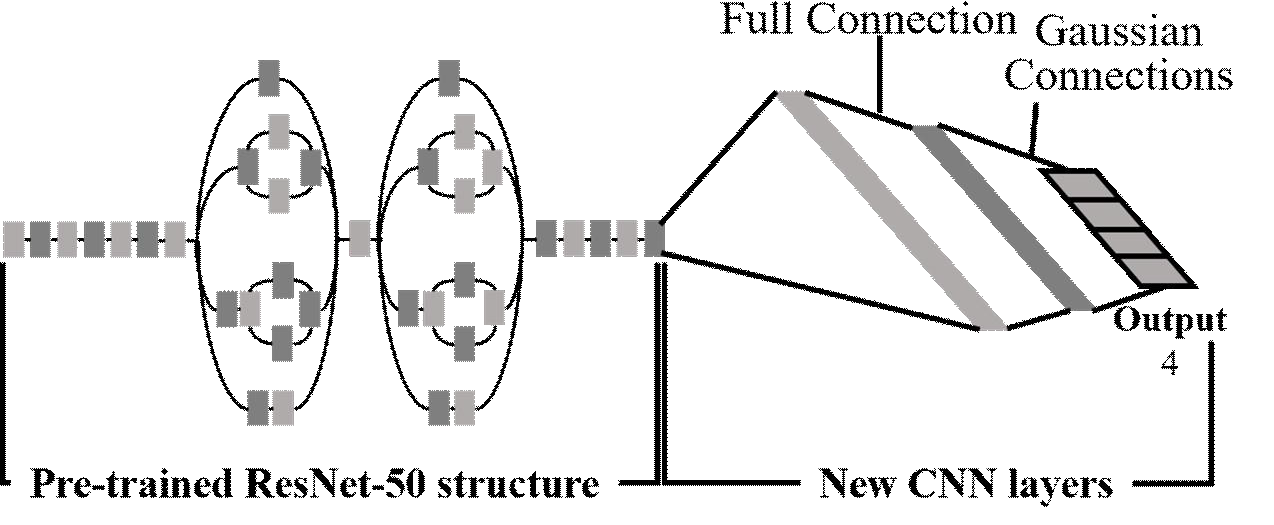 Full Connection
Gaussian
Connections
Output
4
Pre-trained ResNet-50 structure
New CNN layers